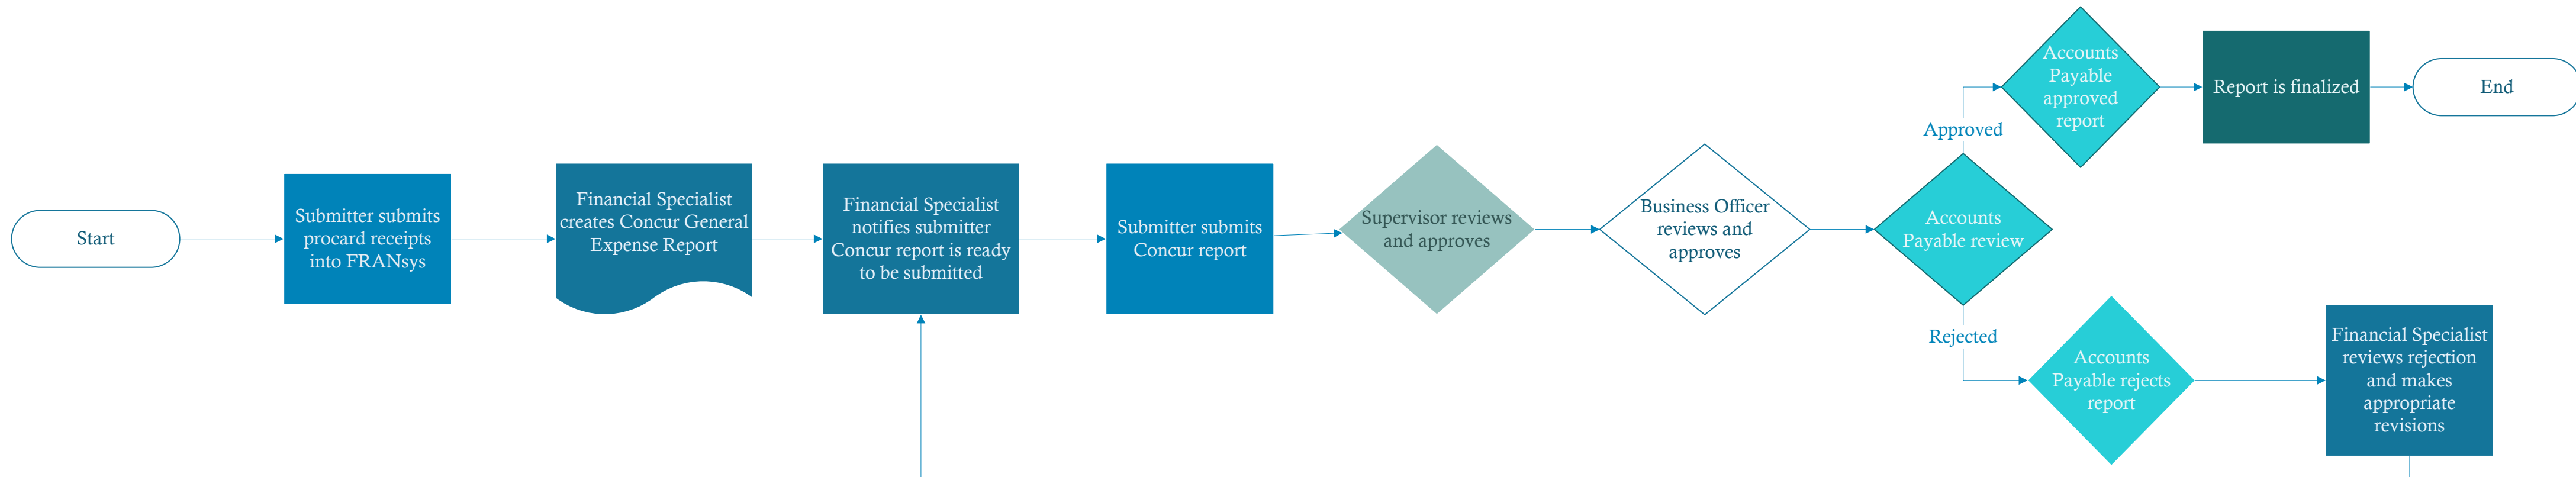 Start
Submitter submits
procard receipts
into FRANsys
Financial Specialist
creates Concur General
Expense Report
Financial Specialist
notifies submitter
Concur report is ready
to be submitted
Submitter submits
Concur report
Supervisor reviews
and approves
Business Officer
reviews and
approves
Accounts
Payable review
Approved
Accounts
Payable
approved
report
Report is finalized
End
Rejected
Accounts
Payable rejects
report
Financial Specialist
reviews rejection
and makes
appropriate
revisions